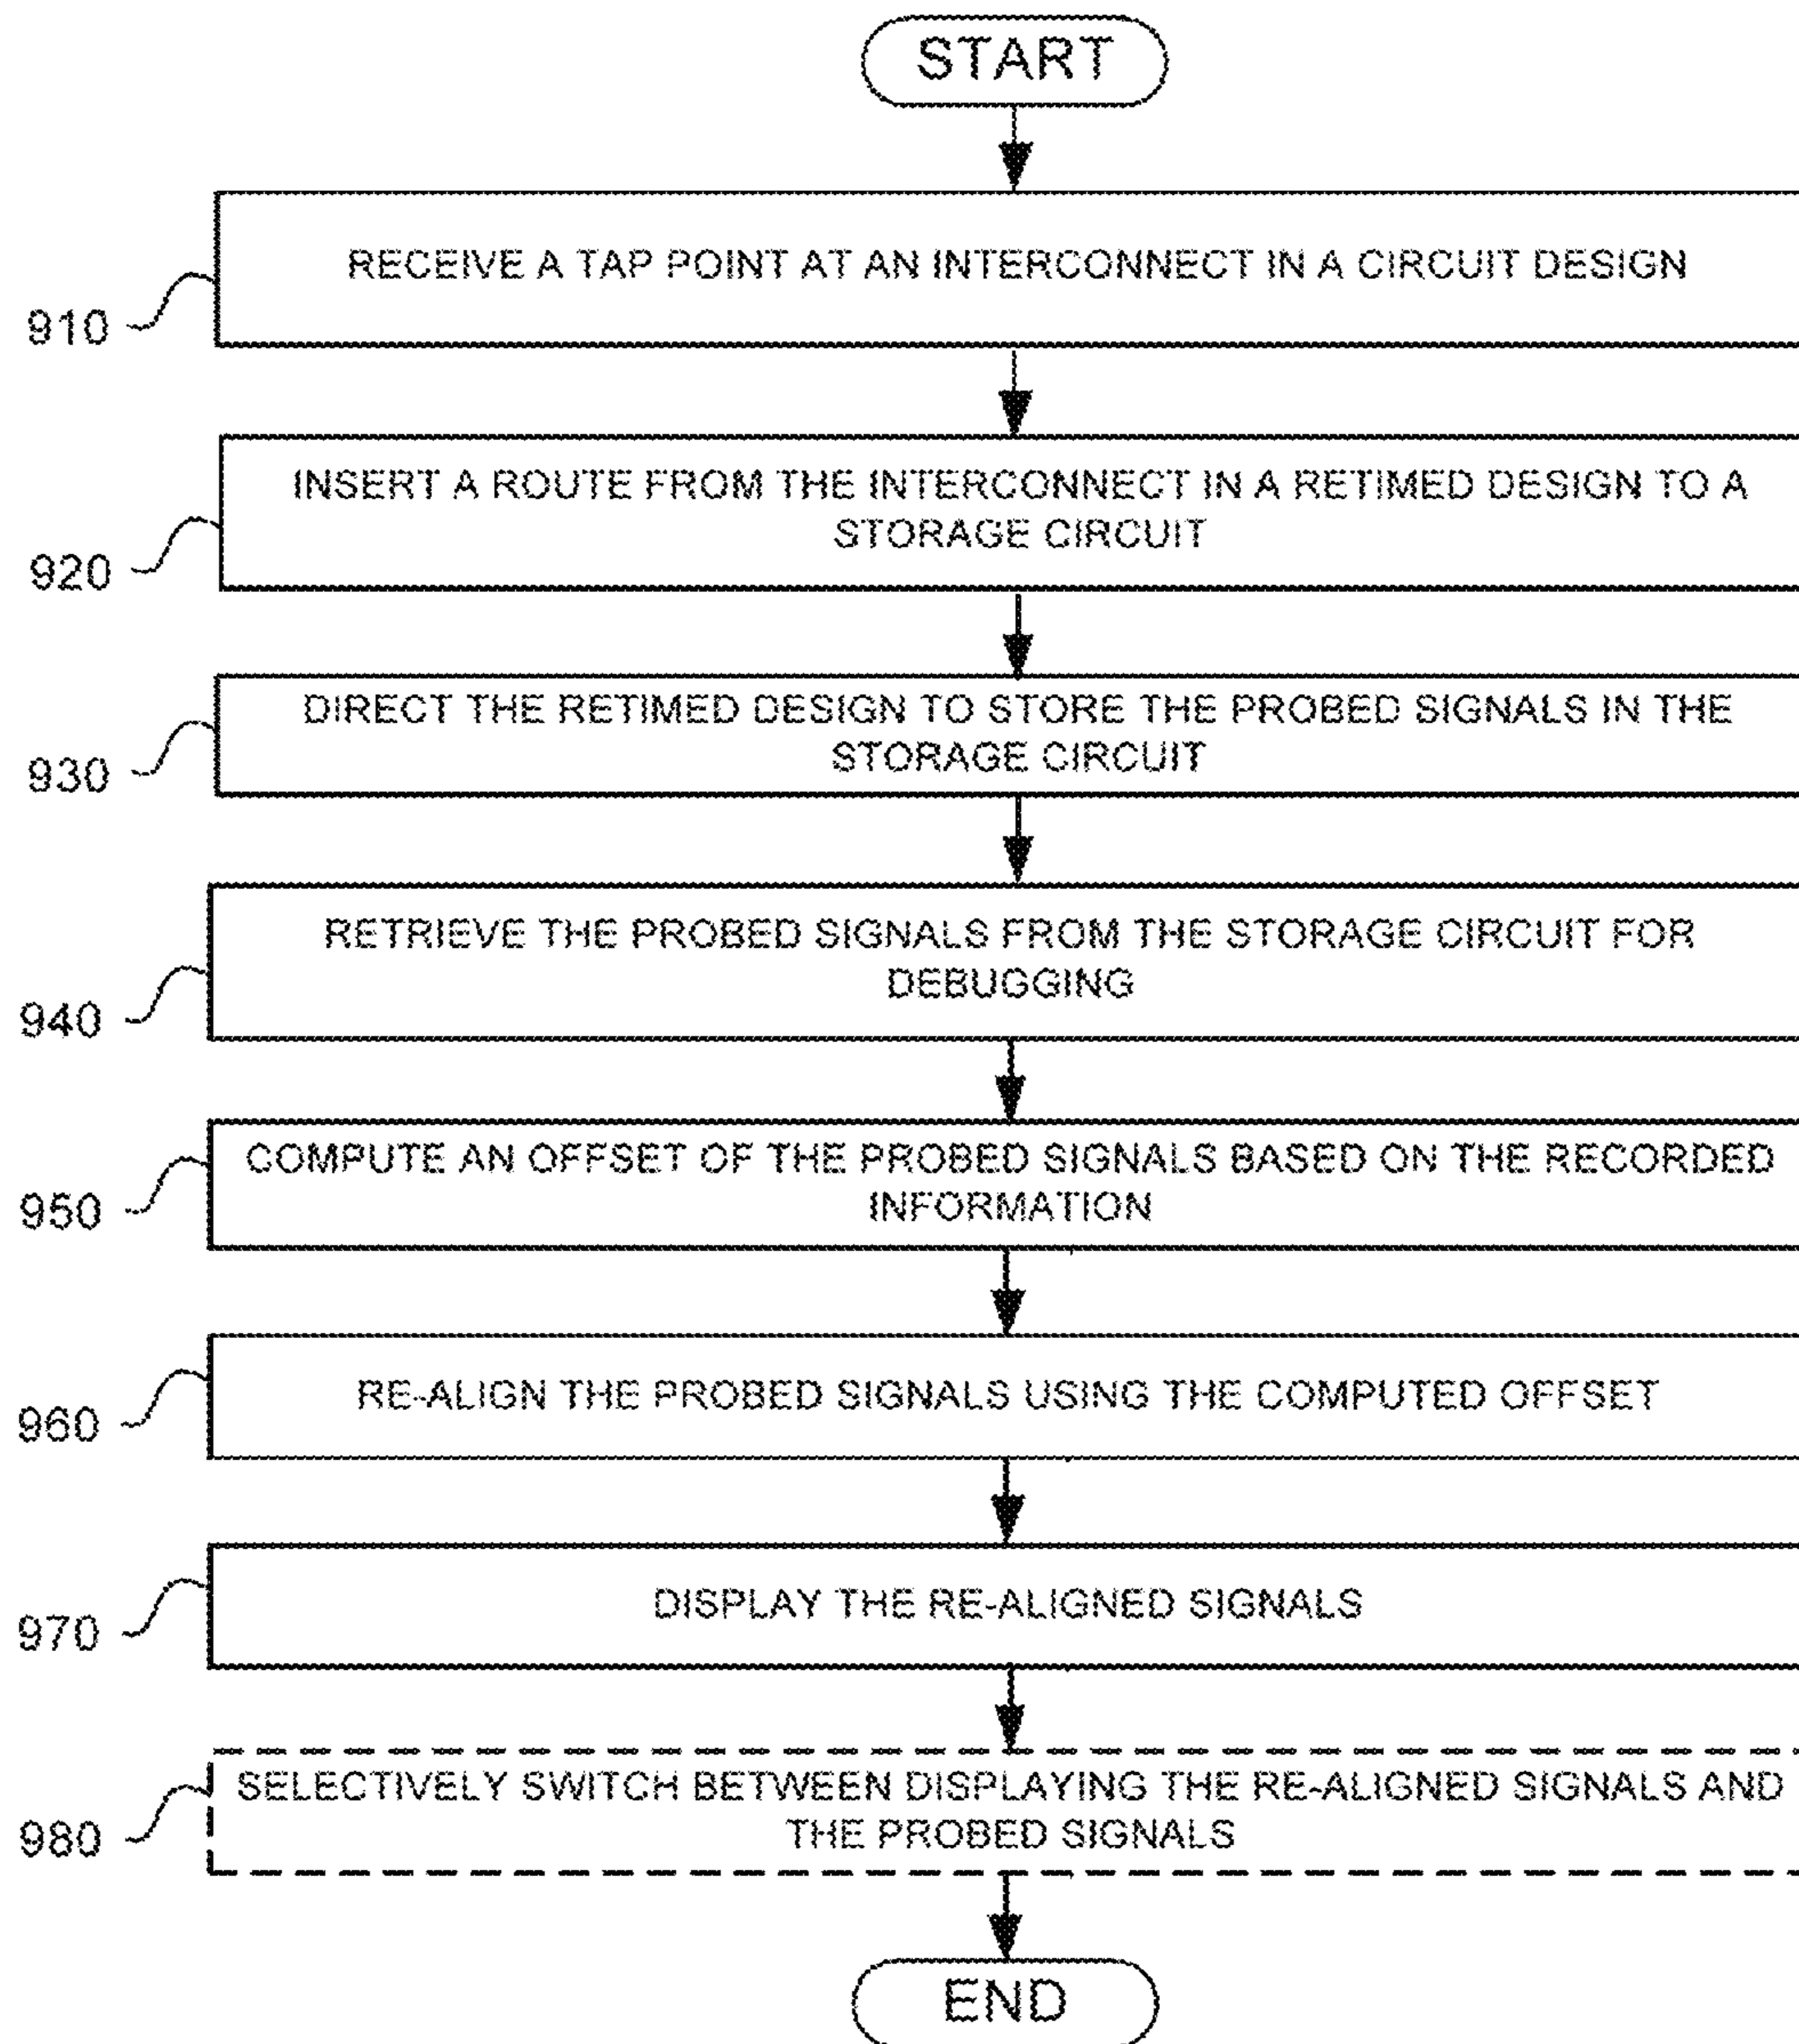 START
RECEIVE A TAP POINT AT AN INTERCONNECT IN A CIRCUIT DESIGN
910
INSERT A ROUTE FROM THE INTERCONNECT IN A RETIMED DESIGN TO A
STORAGE CIRCUIT
920
DIRECT THE RETIMED DESIGN TO STORE THE PROBED SIGNALS IN THE
STORAGE CIRCUIT
930
RETRIEVE THE PROBED SIGNALS FROM THE STORAGE CIRCUIT FOR
DEBUGGING
940
COMPUTE AN OFFSET OF THE PROBED SIGNALS BASED ON THE RECORDED
INFORMATION
950
RE-ALIGN THE PROBED SIGNALS USING THE COMPUTED OFFSET
960
DISPLAY THE RE-ALIGNED SIGNALS
970
SELECTIVELY SWITCH BETWEEN DISPLAYING THE RE-ALIGNED SIGNALS AND
THE PROBED SIGNALS
980
END